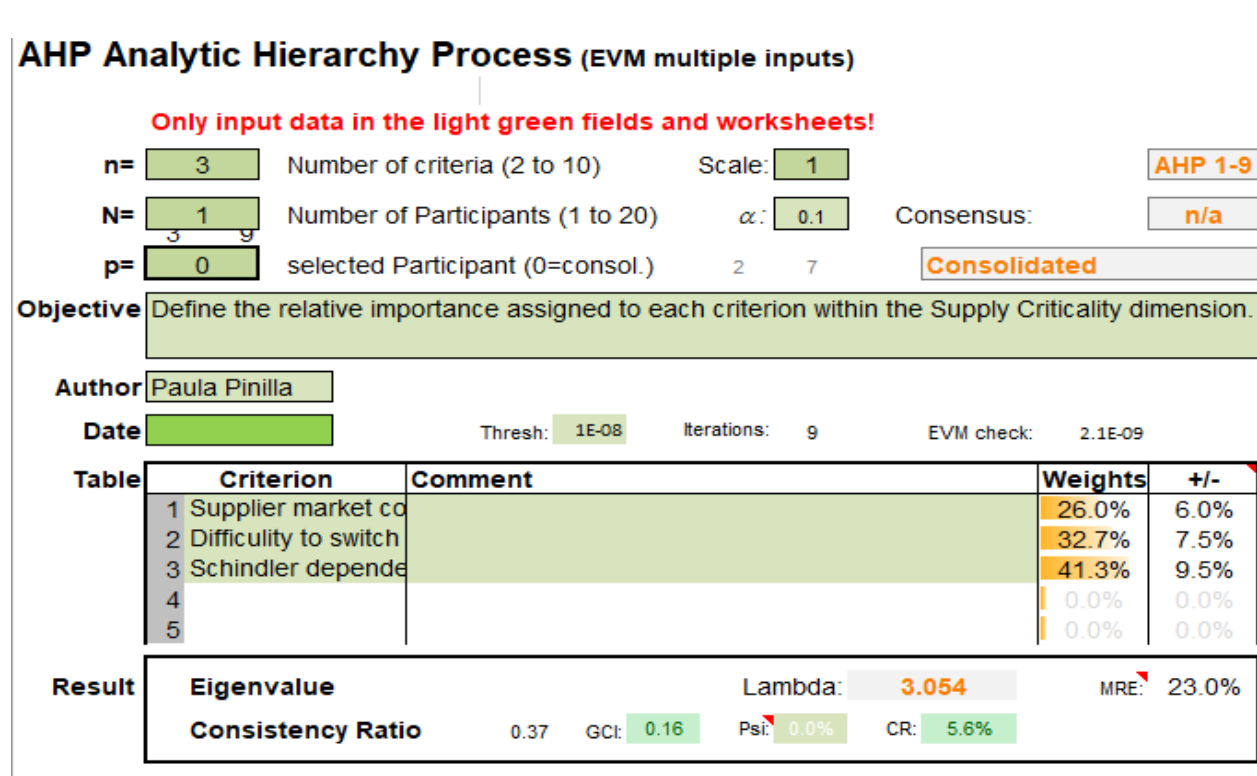 AHP Analytic Hierarchy Process (EVM multiple inputs)
Only input data in the light green fields and worksheets!
n= 3 Number of criteria (2 to 10) Scale: 1 AHP 1-9
N= 1 Number of Participants (1 to 20) α: 0.1 Consensus: n/a
3 9
p= 0 selected Participant (0=consol.) 2 7 Consolidated
Objective Define the relative importance assigned to each criterion within the Supply Criticality dimension.
Author Paula Pinilla
Date Thresh: 1E-08 Iterations: 9 EVM check: 2.1E-09
Table Criterion Comment Weights +/-
1 Supplier market co 26.0% 6.0%
2 Difficulity to switch 32.7% 7.5%
3 Schindler depende 41.3% 9.5%
4 0.0% 0.0%
5 0.0% 0.0%
Result Eigenvalue Lambda: 3.054 MRE: 23.0%
Consistency Ratio 0.37 GCI: 0.16 Psi: 0.0% CR: 5.6%